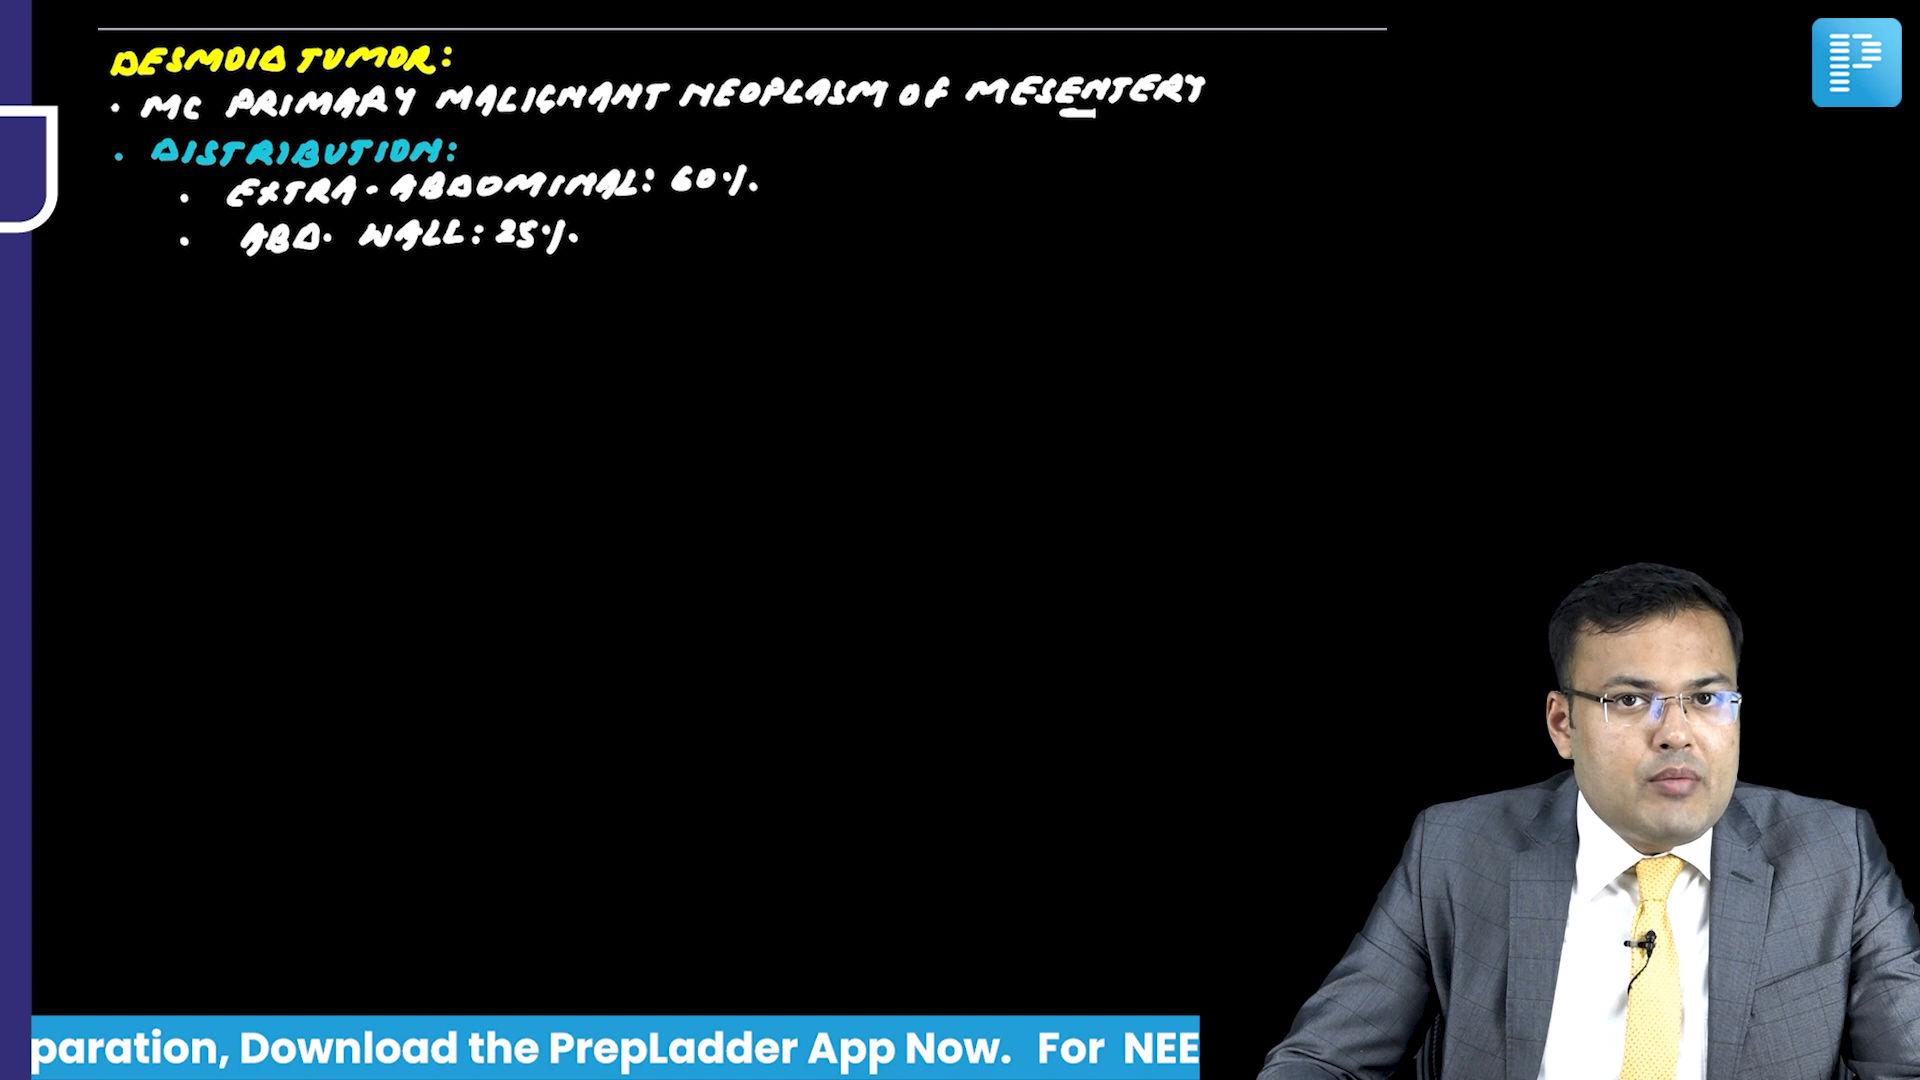 DESMOID TUMOR:
• MC PRIMARY MALIGNANT NEOPLASM OF MESENTERY
• DISTRIBUTION:
• EXTRA-ABDOMINAL: 60%.
• ABD. WALL: 25%.
paration, Download the PrepLadder App Now. For NEE